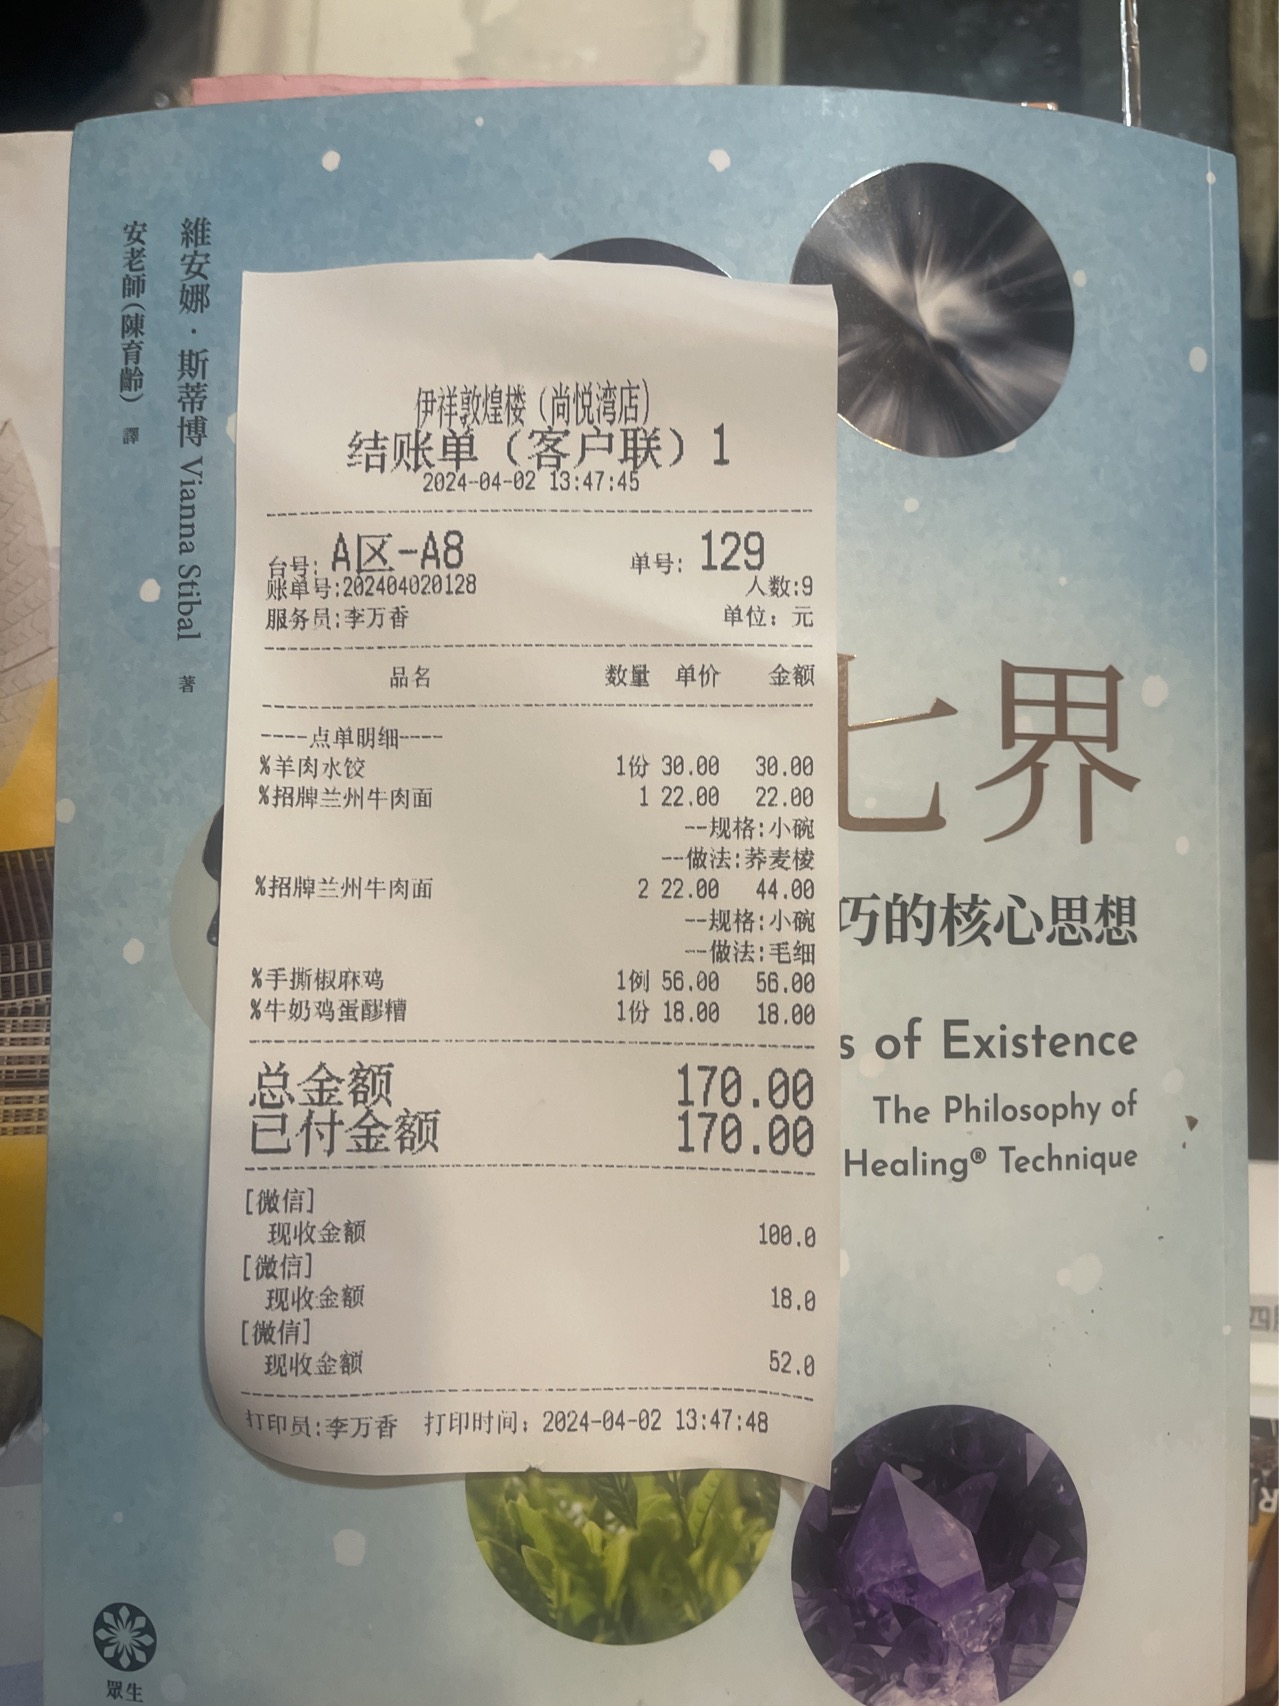 維安娜·斯蒂博 Vianna Stibal 著
安老師(陳育齡) 譯
伊祥敦煌楼（尚悦湾店）
结账单（客户联）1
2024-04-02 13:47:45
台号: A区-A8 单号: 129
账单号:202404020128 人数:9
服务员:李万香 单位: 元
品名 数量 单价 金额
----点单明细----
%羊肉水饺 1份 30.00 30.00
%招牌兰州牛肉面 1 22.00 22.00
--规格:小碗
--做法:荞麦棱
%招牌兰州牛肉面 2 22.00 44.00
--规格:小碗
--做法:毛细
%手撕椒麻鸡 1例 56.00 56.00
%牛奶鸡蛋醪糟 1份 18.00 18.00
总金额 170.00
已付金额 170.00
[微信]
现收金额 100.0
[微信]
现收金额 18.0
[微信]
现收金额 52.0
打印员:李万香 打印时间: 2024-04-02 13:47:48
七界
巧的核心思想
s of Existence
The Philosophy of
Healing® Technique
眾生